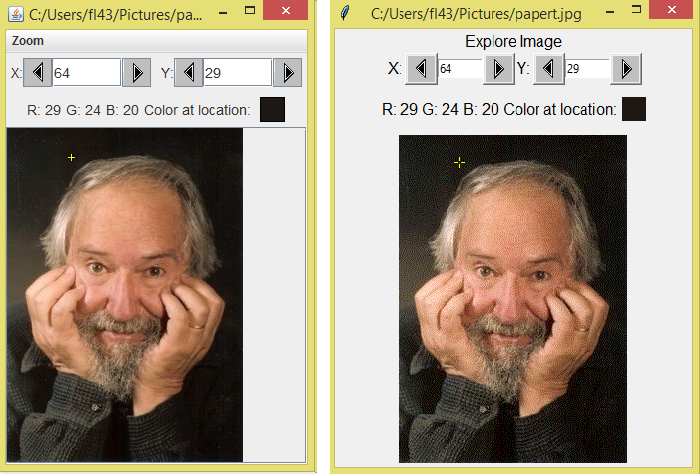 C:/Users/fl43/Pictures/pa...
Zoom
X: 64 Y: 29
R: 29 G: 24 B: 20 Color at location:
C:/Users/fl43/Pictures/papert.jpg
Explore Image
X: 64 Y: 29
R: 29 G: 24 B: 20 Color at location: